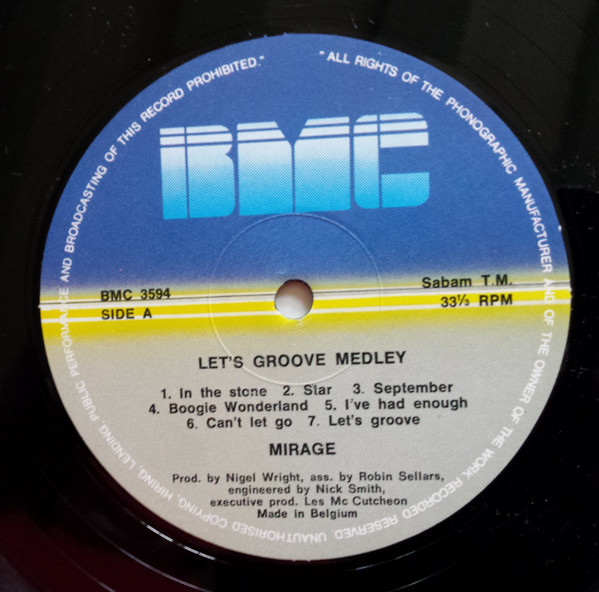 "ALL RIGHTS OF THE PHONOGRAPHIC MANUFACTURER AND OF THE OWNER OF THE WORK RECORDED RESERVED. UNAUTHORISED COPYING, HIRING, LENDING, PUBLIC PERFORMANCE AND BROADCASTING OF THIS RECORD PROHIBITED."
BMC
BMC 3594
SIDE A
Sabam T.M.
33⅓ RPM
LET'S GROOVE MEDLEY
1. In the stone 2. Star 3. September
4. Boogie Wonderland 5. I've had enough
6. Can't let go 7. Let's groove
MIRAGE
Prod. by Nigel Wright, ass. by Robin Sellars,
engineered by Nick Smith,
executive prod. Les Mc Cutcheon
Made in Belgium